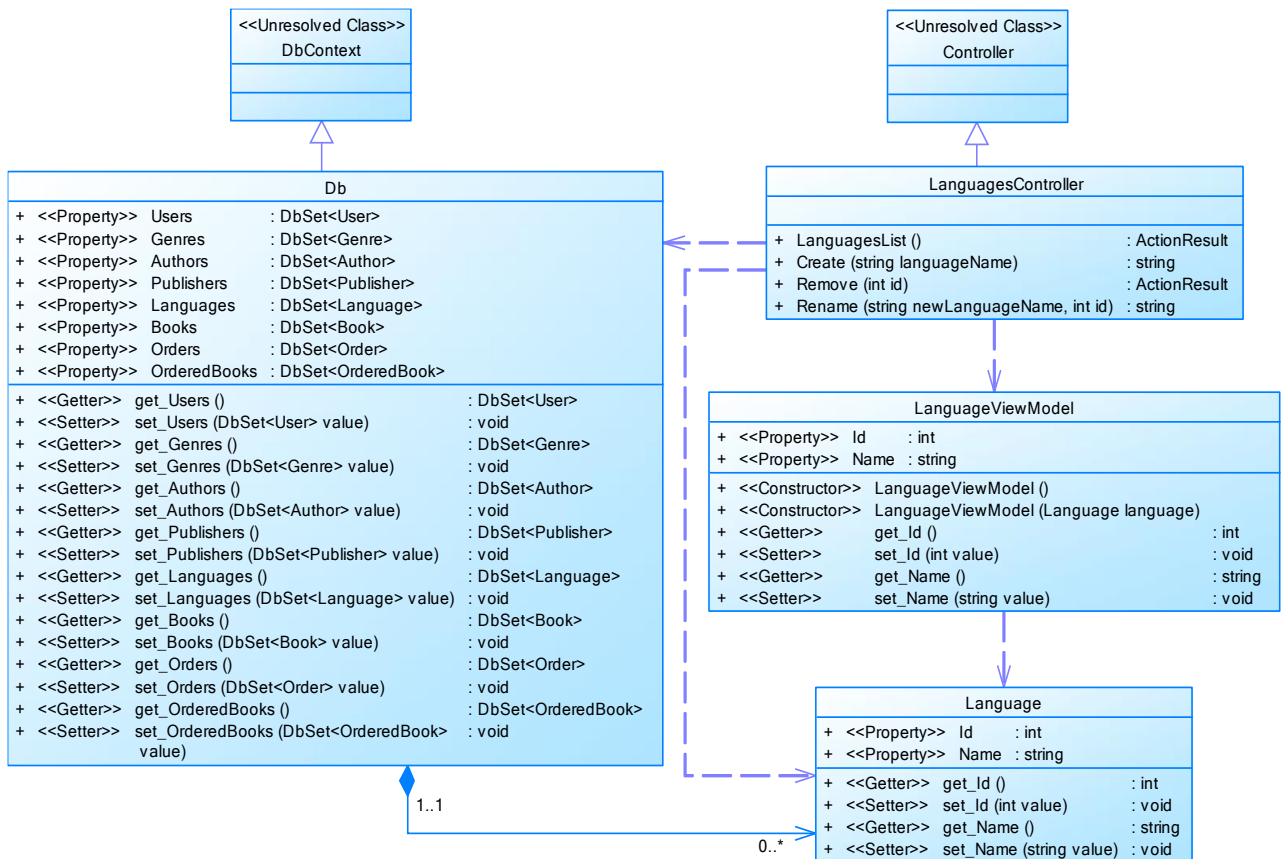 <<Unresolved Class>>
DbContext
<<Unresolved Class>>
Controller
Db
+ <<Property>> Users : DbSet<User>
+ <<Property>> Genres : DbSet<Genre>
+ <<Property>> Authors : DbSet<Author>
+ <<Property>> Publishers : DbSet<Publisher>
+ <<Property>> Languages : DbSet<Language>
+ <<Property>> Books : DbSet<Book>
+ <<Property>> Orders : DbSet<Order>
+ <<Property>> OrderedBooks : DbSet<OrderedBook>
+ <<Getter>> get_Users () : DbSet<User>
+ <<Setter>> set_Users (DbSet<User> value) : void
+ <<Getter>> get_Genres () : DbSet<Genre>
+ <<Setter>> set_Genres (DbSet<Genre> value) : void
+ <<Getter>> get_Authors () : DbSet<Author>
+ <<Setter>> set_Authors (DbSet<Author> value) : void
+ <<Getter>> get_Publishers () : DbSet<Publisher>
+ <<Setter>> set_Publishers (DbSet<Publisher> value) : void
+ <<Getter>> get_Languages () : DbSet<Language>
+ <<Setter>> set_Languages (DbSet<Language> value) : void
+ <<Getter>> get_Books () : DbSet<Book>
+ <<Setter>> set_Books (DbSet<Book> value) : void
+ <<Getter>> get_Orders () : DbSet<Order>
+ <<Setter>> set_Orders (DbSet<Order> value) : void
+ <<Getter>> get_OrderedBooks () : DbSet<OrderedBook>
+ <<Setter>> set_OrderedBooks (DbSet<OrderedBook> : void
value)
LanguagesController
+ LanguagesList () : ActionResult
+ Create (string languageName) : string
+ Remove (int id) : ActionResult
+ Rename (string newLanguageName, int id) : string
LanguageViewModel
+ <<Property>> Id : int
+ <<Property>> Name : string
+ <<Constructor>> LanguageViewModel ()
+ <<Constructor>> LanguageViewModel (Language language)
+ <<Getter>> get_Id () : int
+ <<Setter>> set_Id (int value) : void
+ <<Getter>> get_Name () : string
+ <<Setter>> set_Name (string value) : void
Language
+ <<Property>> Id : int
+ <<Property>> Name : string
+ <<Getter>> get_Id () : int
+ <<Setter>> set_Id (int value) : void
+ <<Getter>> get_Name () : string
+ <<Setter>> set_Name (string value) : void
1..1
0..*